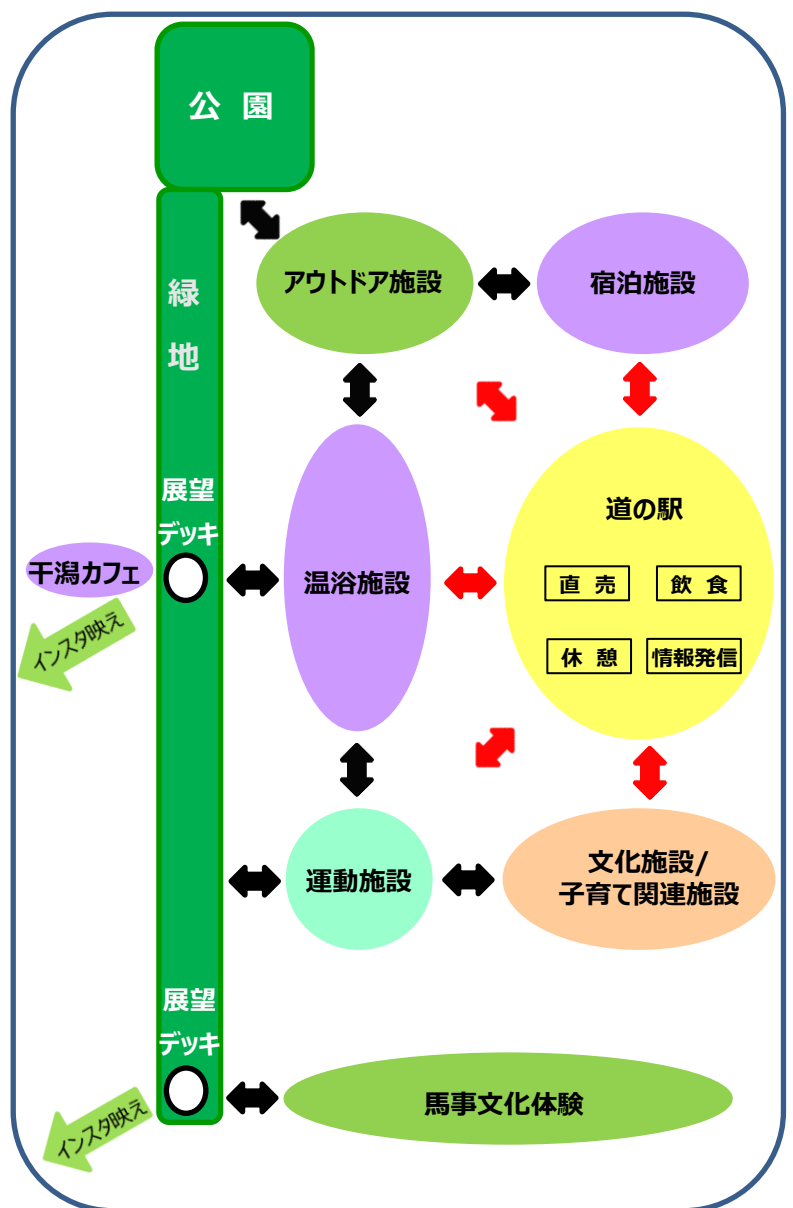 公 園
緑
地
アウトドア施設
宿泊施設
展望
デッキ
干潟カフェ
インスタ映え
温浴施設
道の駅
直 売
飲 食
休 憩
情報発信
運動施設
文化施設/
子育て関連施設
展望
デッキ
インスタ映え
馬事文化体験